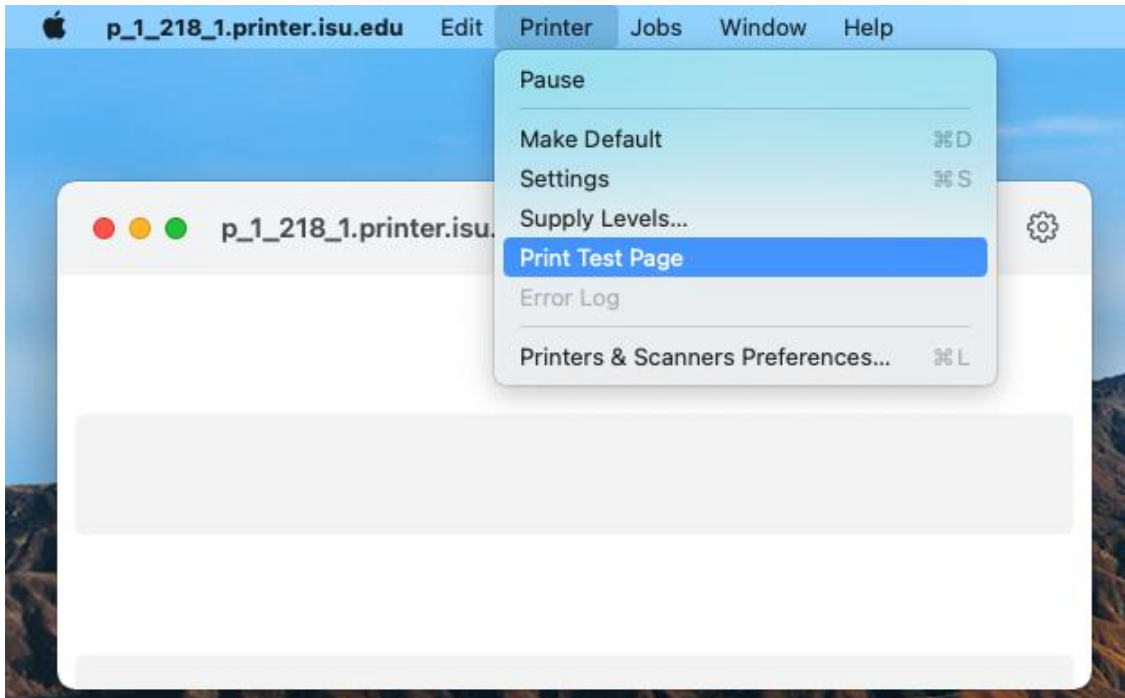 p_1_218_1.printer.isu.edu Edit Printer Jobs Window Help
Pause
Make Default ⌘D
Settings ⌘S
Supply Levels...
p_1_218_1.printer.isu.
Print Test Page
Error Log
Printers & Scanners Preferences... ⌘L